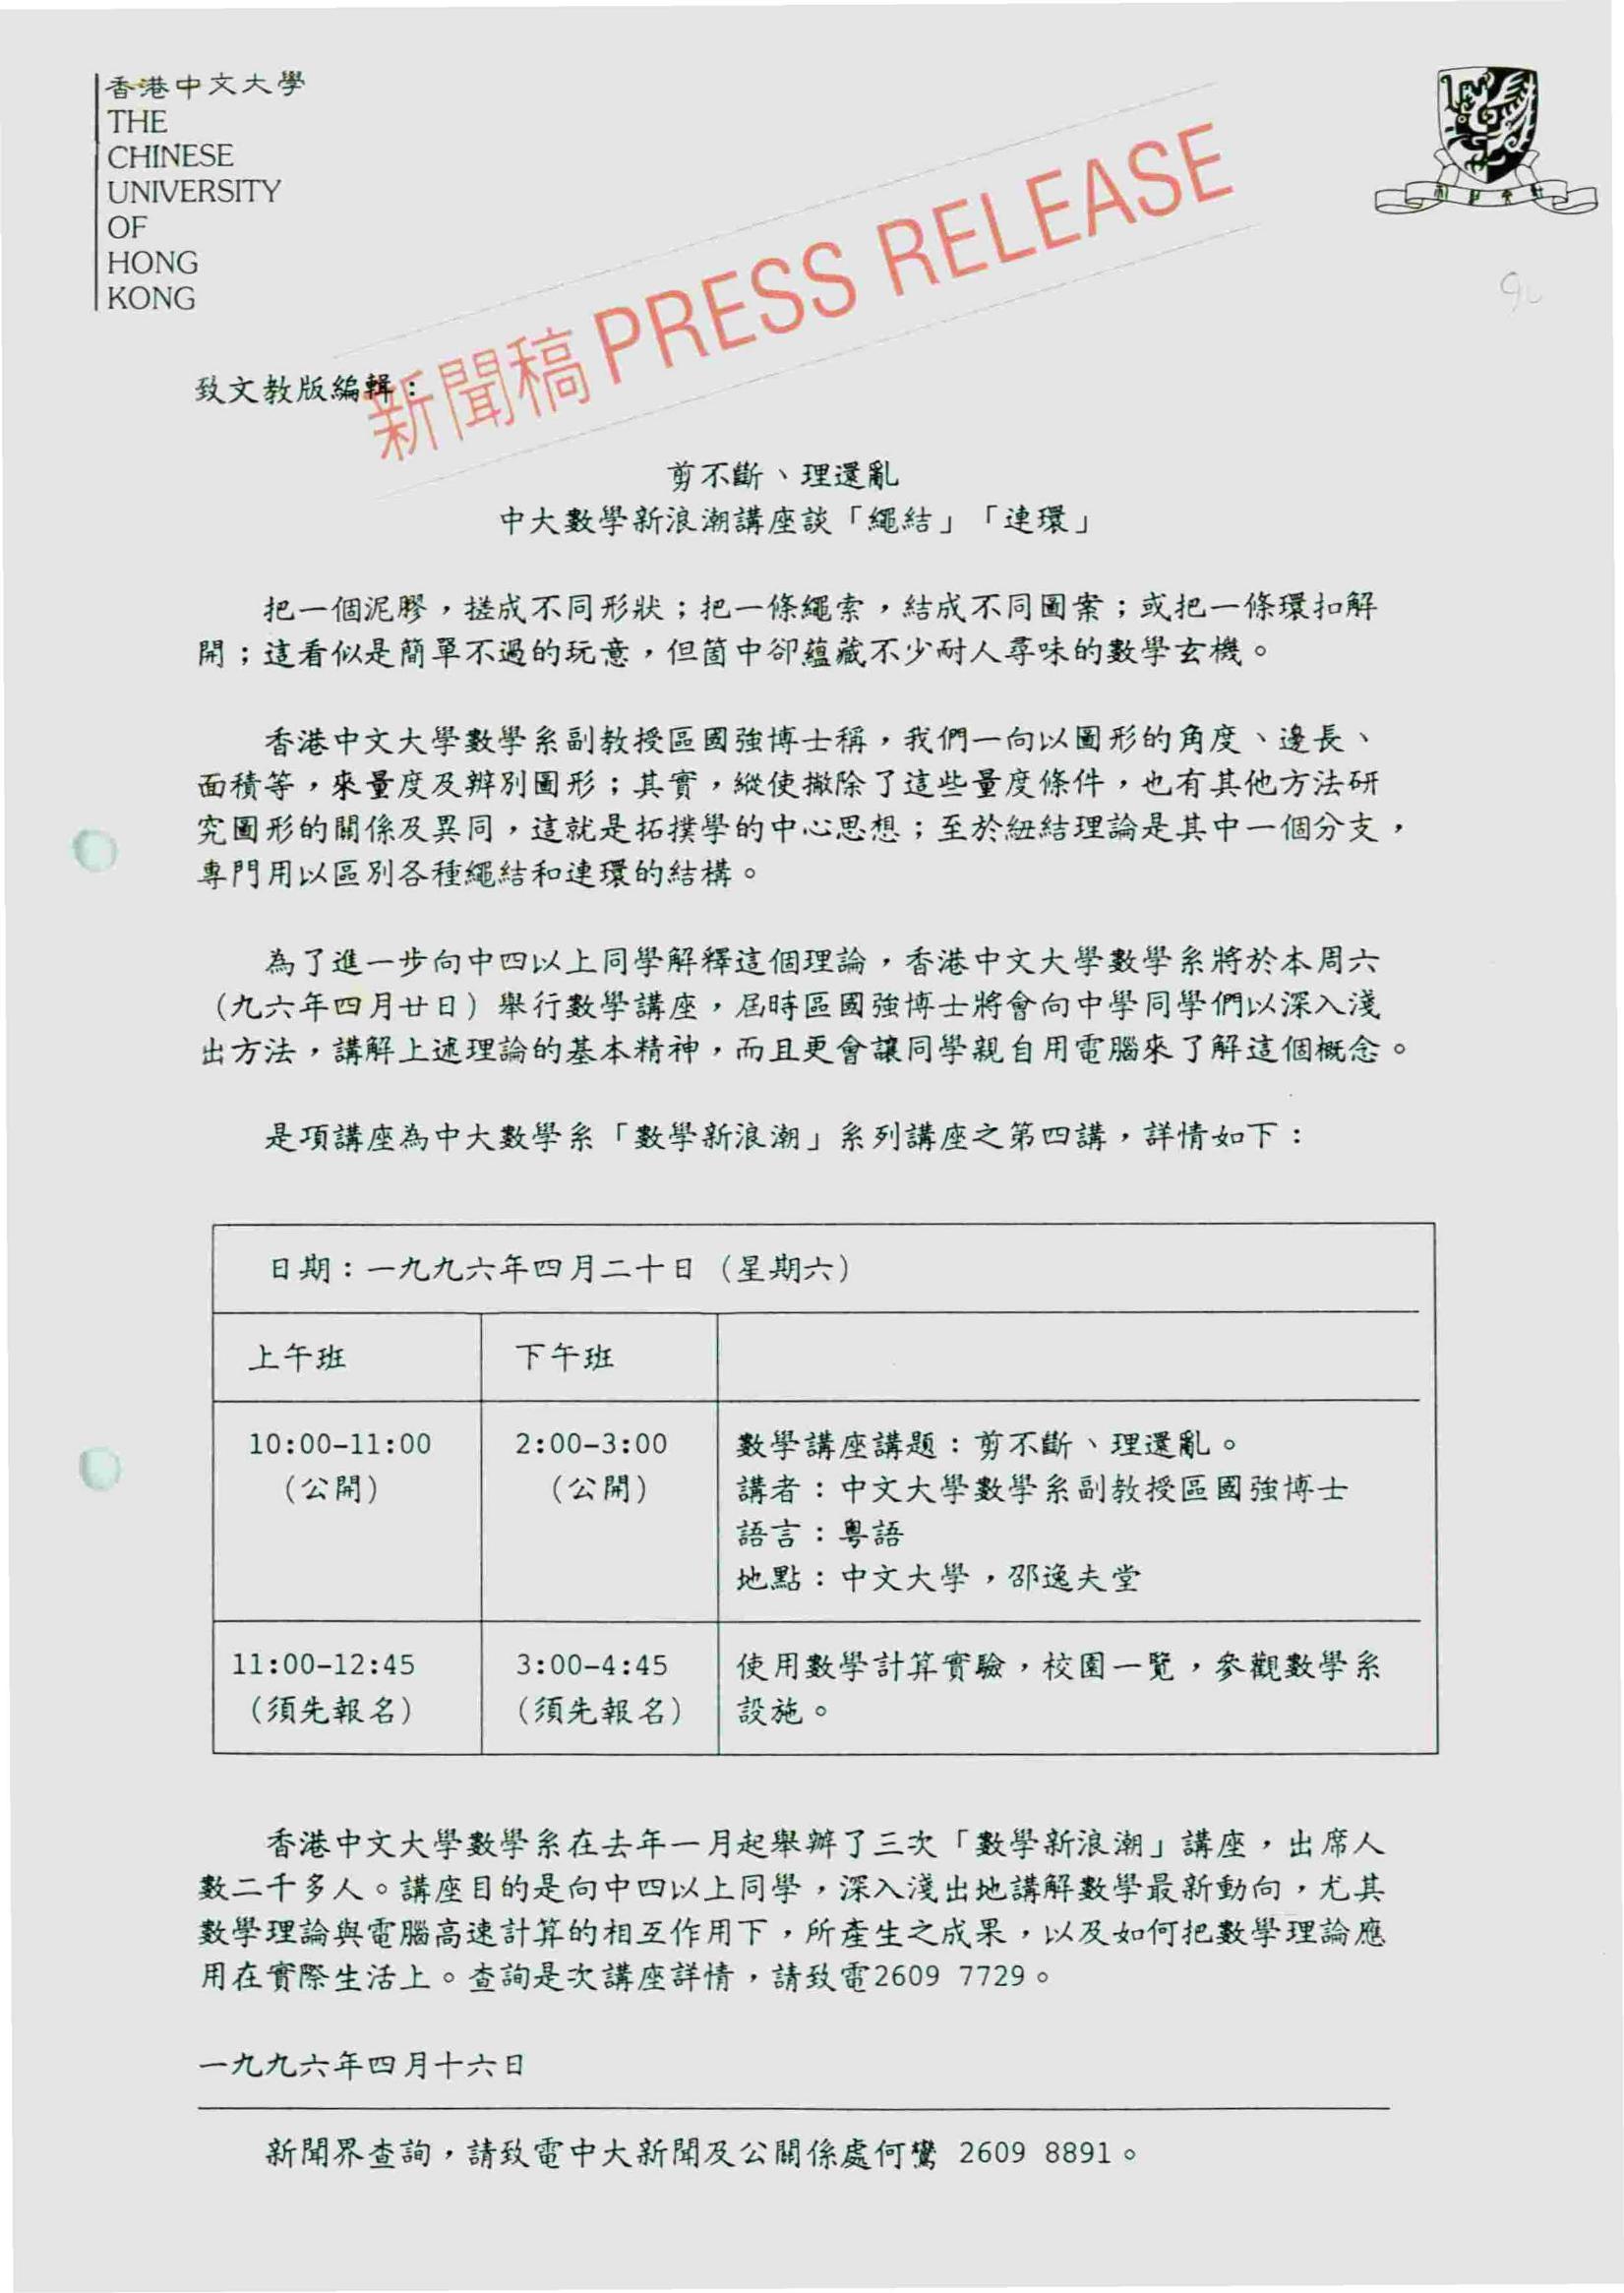 香港中文大學
THE
CHINESE
UNIVERSITY
OF
HONG
KONG
新聞稿 PRESS RELEASE
致文教版編輯：
剪不斷、理還亂
中大數學新浪潮講座談「繩結」「連環」
把一個泥膠，搓成不同形狀；把一條繩索，結成不同圖案；或把一條環扣解
開；這看似是簡單不過的玩意，但箇中卻蘊藏不少耐人尋味的數學玄機。
香港中文大學數學系副教授區國強博士稱，我們一向以圖形的角度、邊長、
面積等，來量度及辨別圖形；其實，縱使撤除了這些量度條件，也有其他方法研
究圖形的關係及異同，這就是拓撲學的中心思想；至於紐結理論是其中一個分支，
專門用以區別各種繩結和連環的結構。
為了進一步向中四以上同學解釋這個理論，香港中文大學數學系將於本周六
（九六年四月廿日）舉行數學講座，屆時區國強博士將會向中學同學們以深入淺
出方法，講解上述理論的基本精神，而且更會讓同學親自用電腦來了解這個概念。
是項講座為中大數學系「數學新浪潮」系列講座之第四講，詳情如下：
日期：一九九六年四月二十日（星期六）
上午班 下午班
10:00-11:00 2:00-3:00 數學講座講題：剪不斷、理還亂。
（公開） （公開） 講者：中文大學數學系副教授區國強博士
語言：粵語
地點：中文大學，邵逸夫堂
11:00-12:45 3:00-4:45 使用數學計算實驗，校園一覽，參觀數學系
（須先報名） （須先報名） 設施。
香港中文大學數學系在去年一月起舉辦了三次「數學新浪潮」講座，出席人
數二千多人。講座目的是向中四以上同學，深入淺出地講解數學最新動向，尤其
數學理論與電腦高速計算的相互作用下，所產生之成果，以及如何把數學理論應
用在實際生活上。查詢是次講座詳情，請致電2609 7729。
一九九六年四月十六日
新聞界查詢，請致電中大新聞及公關係處何鸞 2609 8891。